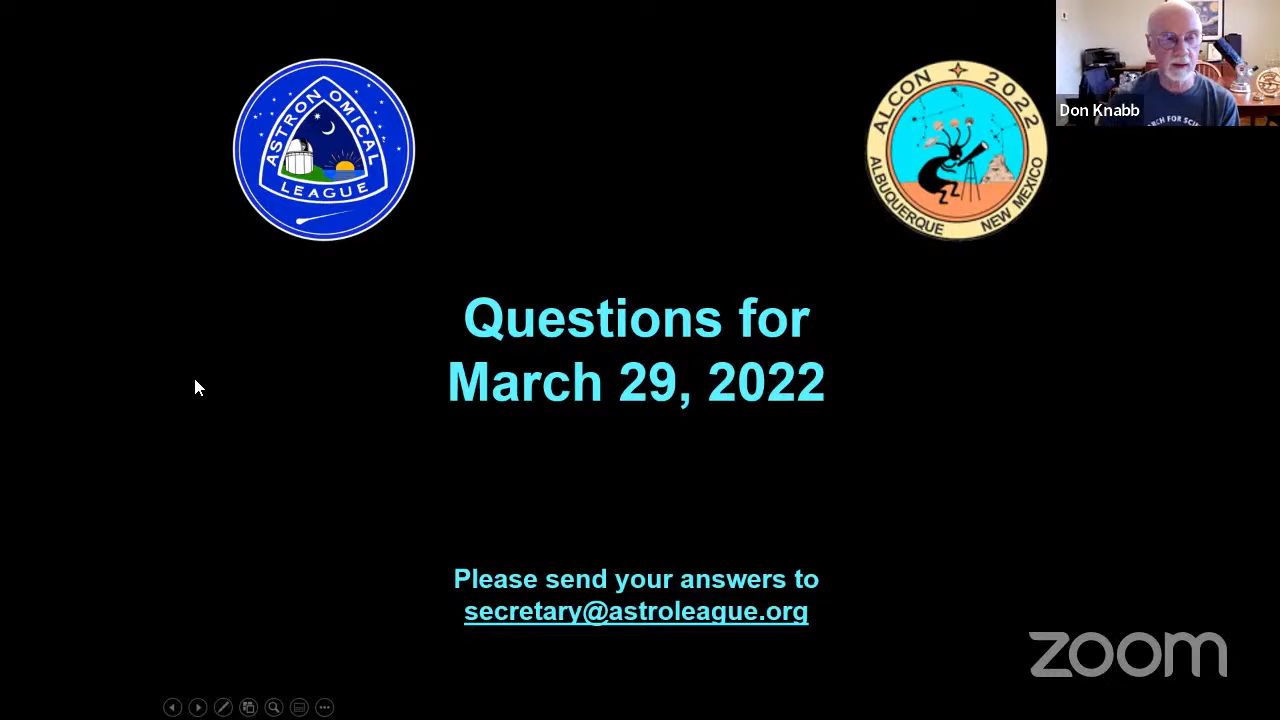 ASTRONOMICAL
LEAGUE
ALCON 2022
ALBUQUERQUE NEW MEXICO
Don Knabb
Questions for
March 29, 2022
Please send your answers to
secretary@astroleague.org
zoom